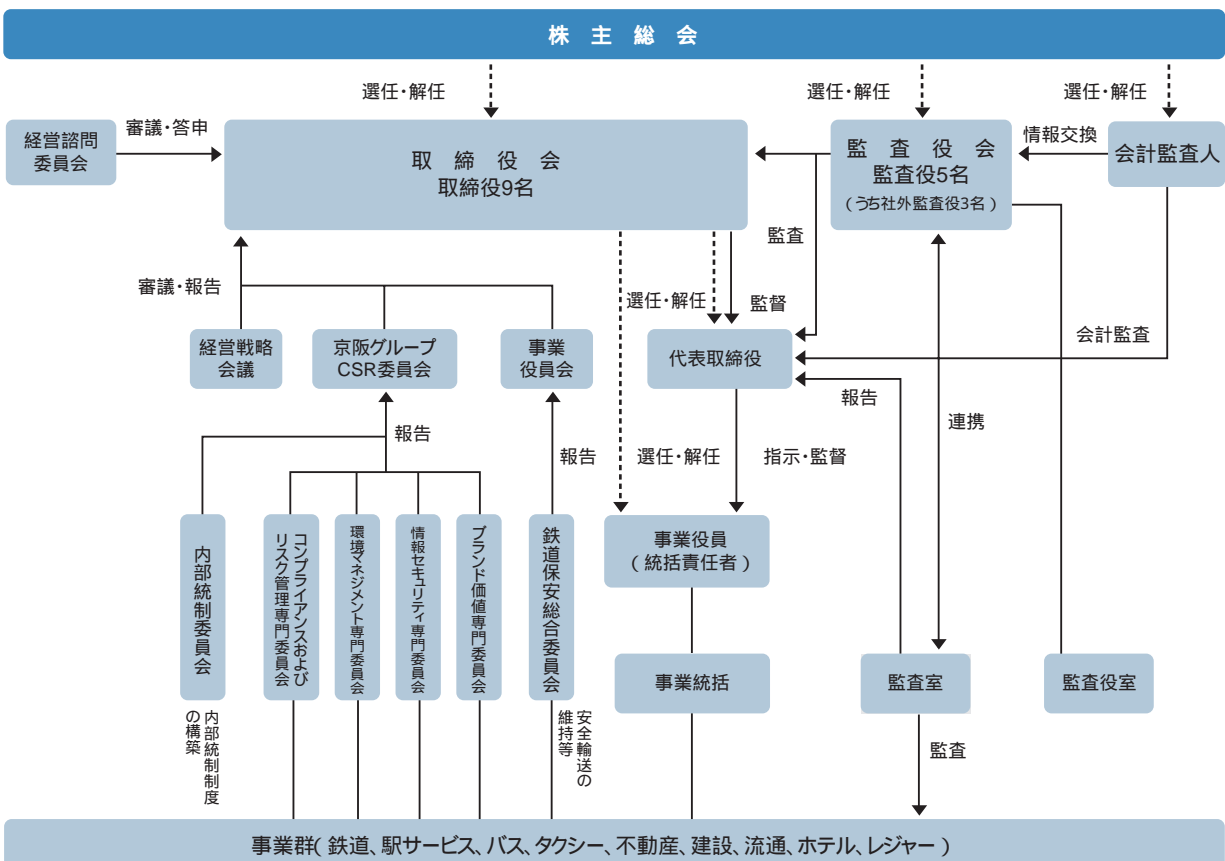 株主総会
選任・解任
選任・解任
選任・解任
経営諮問
委員会
審議・答申
取締役会
取締役9名
監査役会
監査役5名
(うち社外監査役3名)
情報交換
会計監査人
監査
審議・報告
選任・解任
監督
経営戦略
会議
京阪グループ
CSR委員会
事業
役員会
代表取締役
会計監査
報告
連携
報告
報告
選任・解任
指示・監督
内部統制委員会
コンプライアンスおよび
リスク管理専門委員会
環境マネジメント専門委員会
情報セキュリティ専門委員会
ブランド価値専門委員会
鉄道保安総合委員会
事業役員
(統括責任者)
事業統括
監査室
監査役室
内部統制制度
の構築
安全輸送の
維持等
監査
事業群(鉄道、駅サービス、バス、タクシー、不動産、建設、流通、ホテル、レジャー)